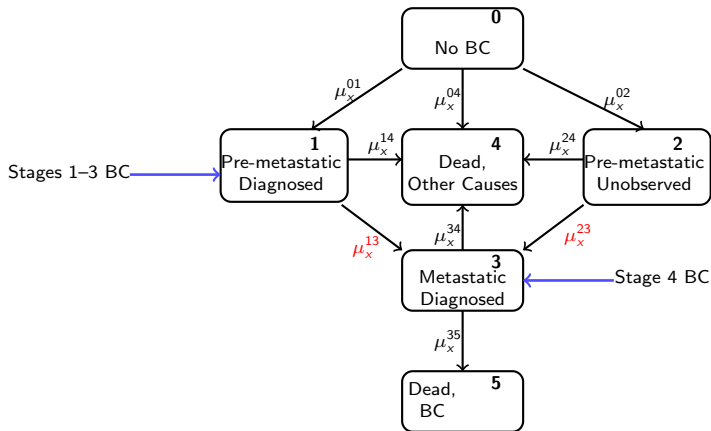 0
No BC
μ_x^{01}
μ_x^{04}
μ_x^{02}
1
Pre-metastatic
Diagnosed
μ_x^{14}
4
Dead,
Other Causes
μ_x^{24}
2
Pre-metastatic
Unobserved
Stages 1–3 BC
μ_x^{13}
μ_x^{34}
μ_x^{23}
3
Metastatic
Diagnosed
Stage 4 BC
μ_x^{35}
5
Dead,
BC